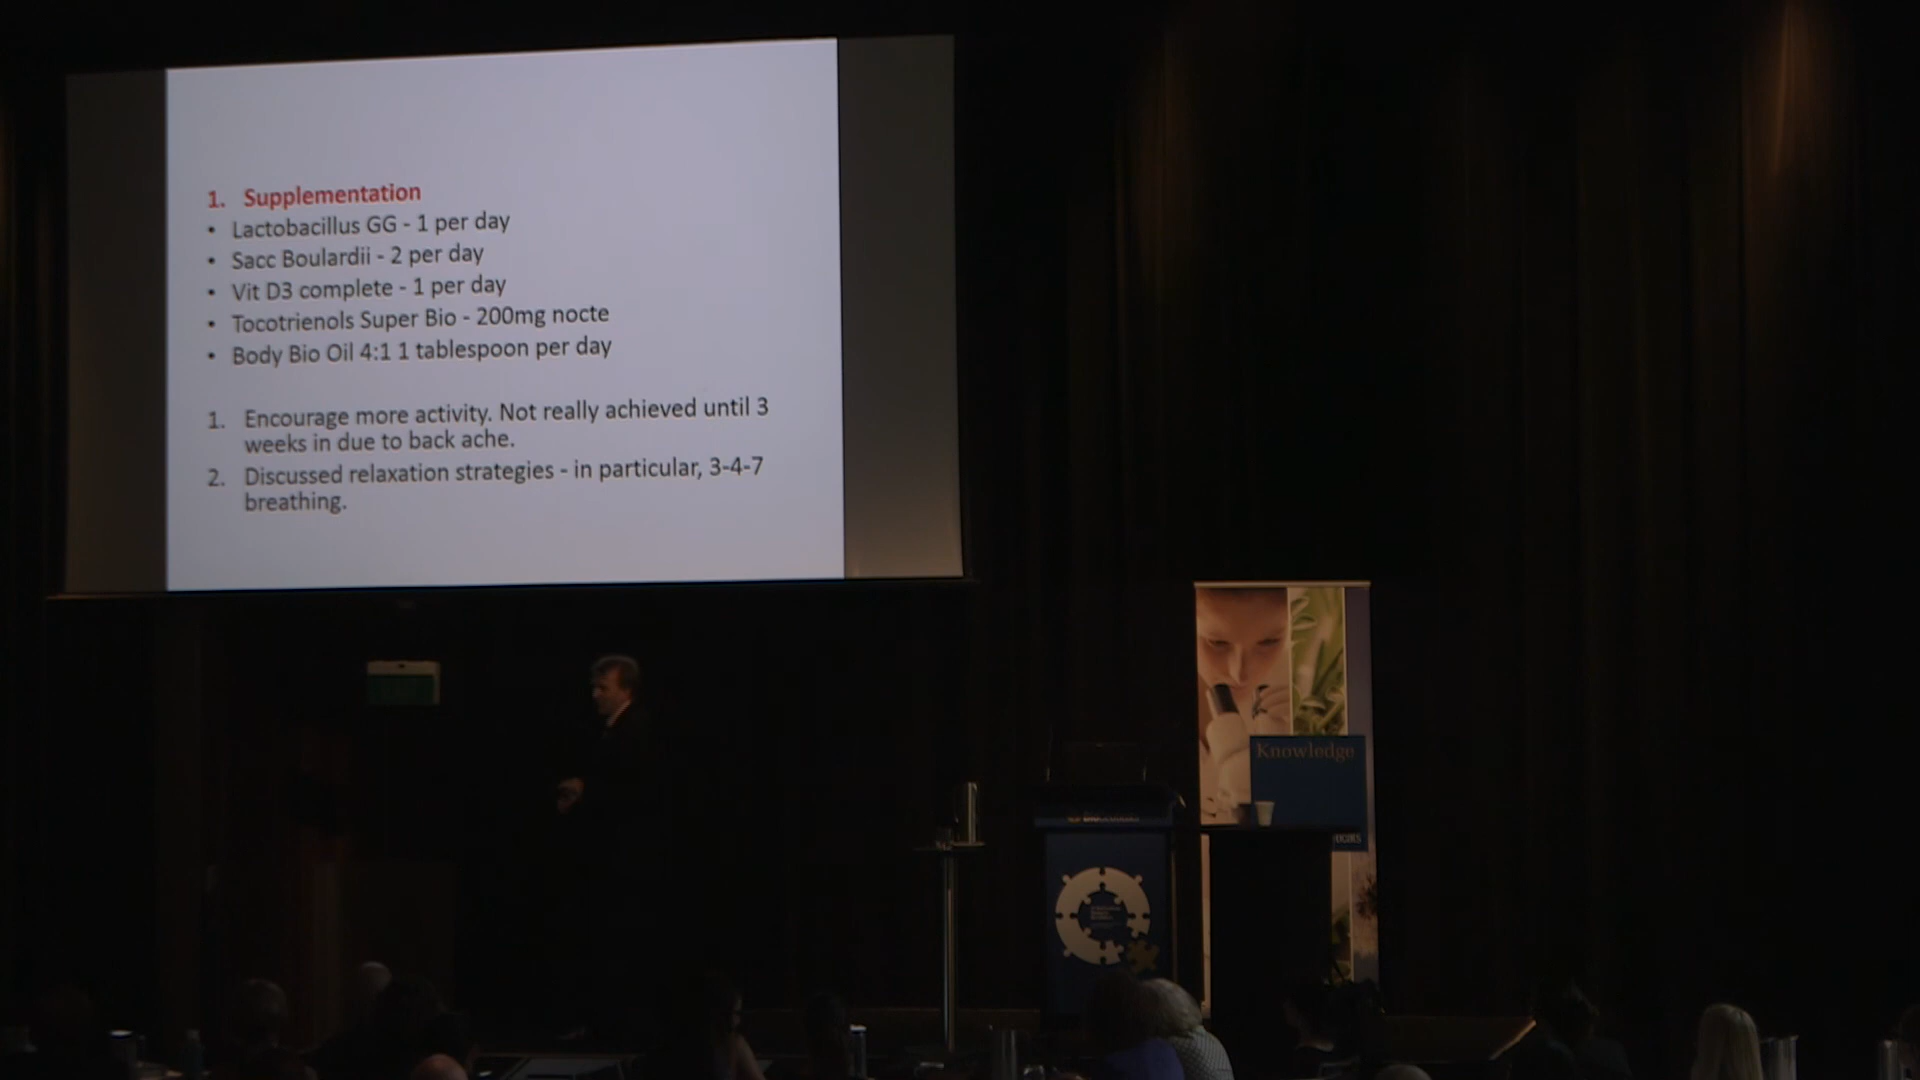 1. Supplementation
• Lactobacillus GG - 1 per day
• Sacc Boulardii - 2 per day
• Vit D3 complete - 1 per day
• Tocotrienols Super Bio - 200mg nocte
• Body Bio Oil 4:1 1 tablespoon per day
1. Encourage more activity. Not really achieved until 3
weeks in due to back ache.
2. Discussed relaxation strategies - in particular, 3-4-7
breathing.
Knowledge